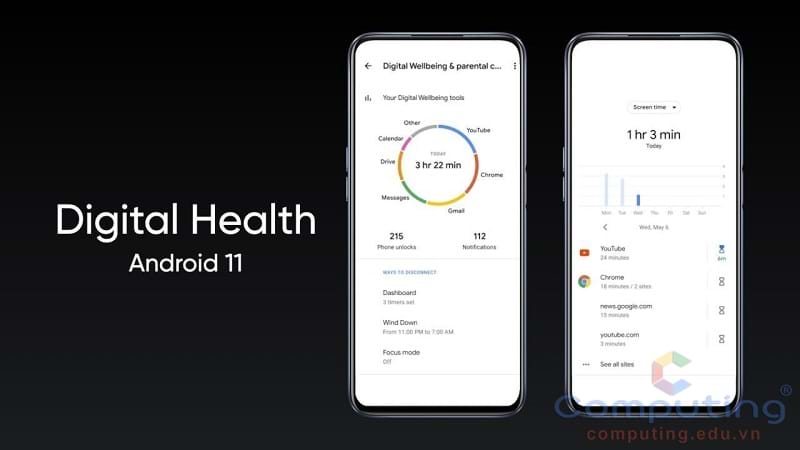 Digital Health
Android 11
Digital Wellbeing & parental c...
Your Digital Wellbeing tools
Other
YouTube
Calendar
Drive
TODAY
3 hr 22 min
Chrome
Messages
Gmail
215
Phone unlocks
112
Notifications
WAYS TO DISCONNECT
Dashboard
3 timers set
Wind Down
From 11:00 PM to 7:00 AM
Focus mode
Off
Screen time
1 hr 3 min
Today
Mon Tue Wed Thu Fri Sat Sun
Wed, May 6
YouTube
24 minutes
6m
Chrome
18 minutes / 2 sites
news.google.com
15 minutes
youtube.com
3 minutes
See all sites
Computing®
computing.edu.vn